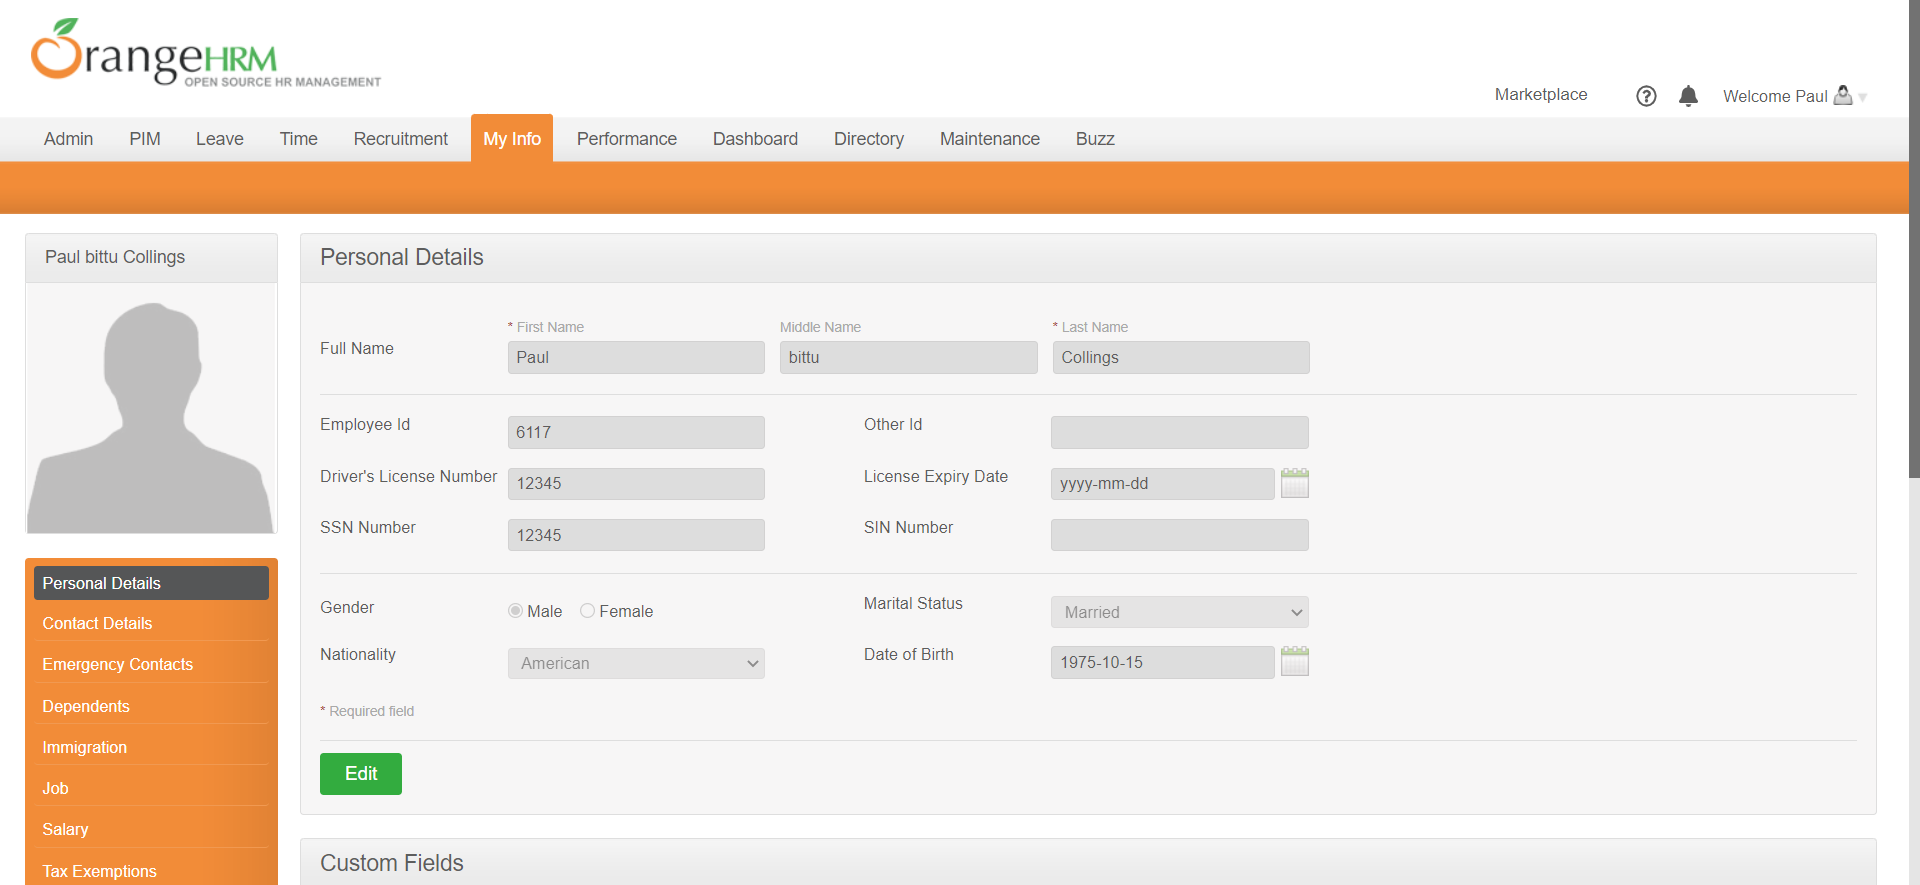 OrangeHRM
OPEN SOURCE HR MANAGEMENT
Marketplace
Welcome Paul
Admin PIM Leave Time Recruitment My Info Performance Dashboard Directory Maintenance Buzz
Paul bittu Collings
Personal Details
Contact Details
Emergency Contacts
Dependents
Immigration
Job
Salary
Tax Exemptions
Personal Details
* First Name Middle Name * Last Name
Full Name
Paul bittu Collings
Employee Id 6117 Other Id
Driver's License Number 12345 License Expiry Date yyyy-mm-dd
SSN Number 12345 SIN Number
Gender Male Female Marital Status Married
Nationality American Date of Birth 1975-10-15
* Required field
Edit
Custom Fields